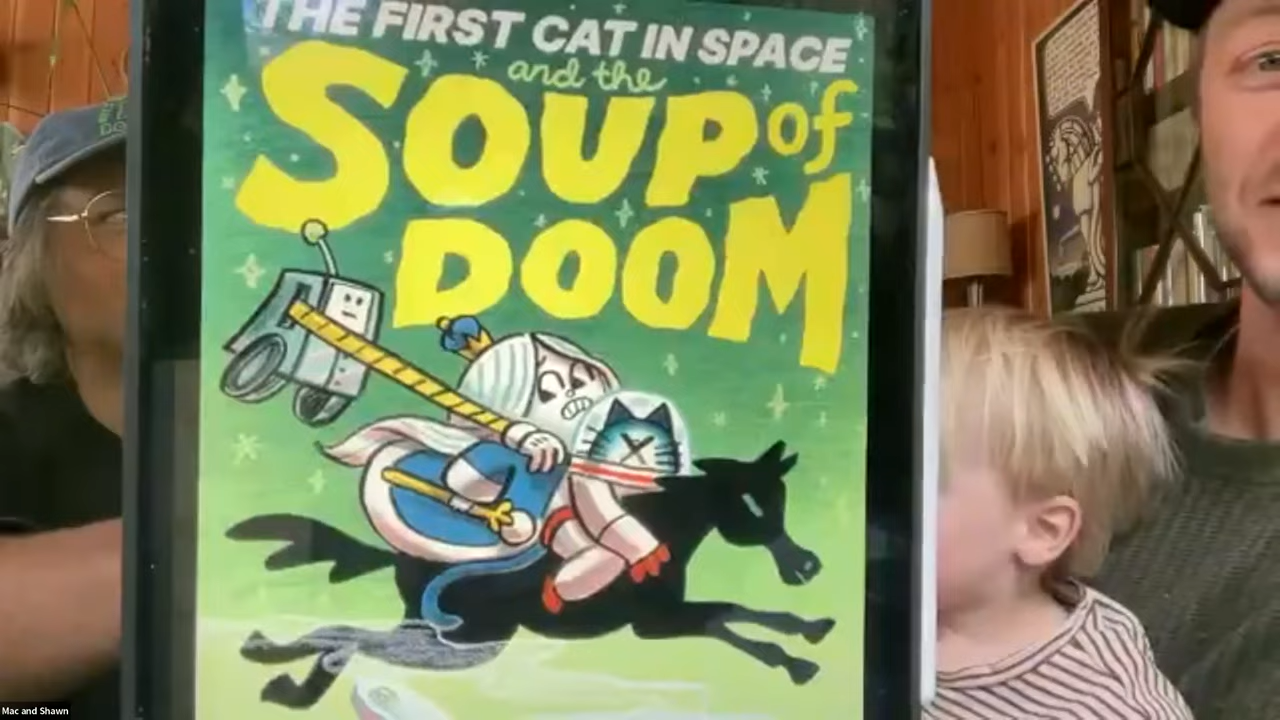 THE FIRST CAT IN SPACE
and the
SOUP of
DOOM
Mac and Shawn